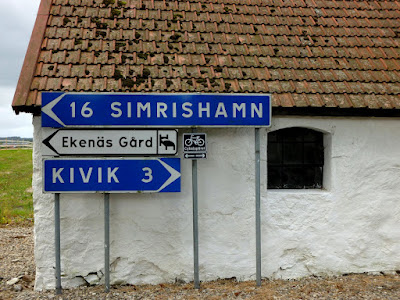 16 SIMRISHAMN
Ekenäs Gård
KIVIK 3